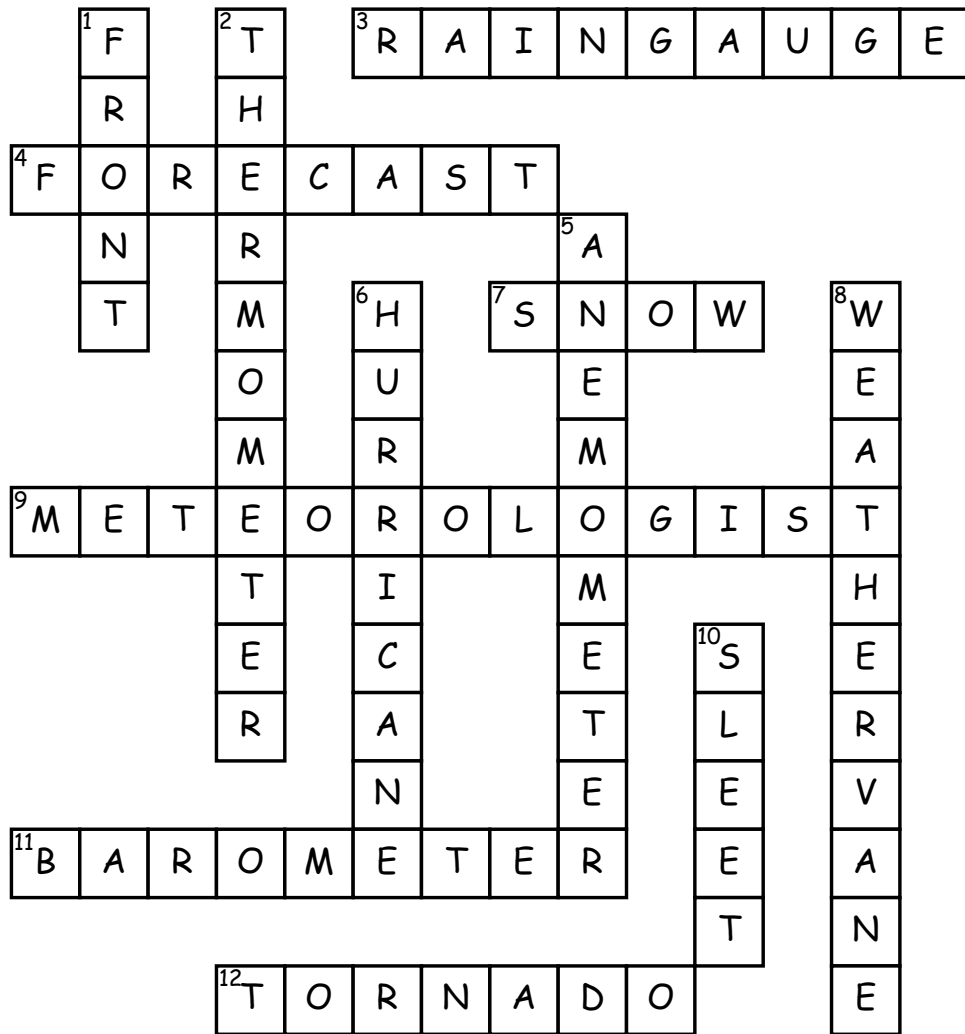 1 F 2 T 3 R A I N G A U G E
R H
4 F O R E C A S T
N R 5 A
T M 6 H 7 S N O W 8 W
O U E E
M R M A
9 M E T E O R O L O G I S T
T I M H
E C E 10 S E
R A T L R
N E E V
11 B A R O M E T E R E A
T N
12 T O R N A D O E